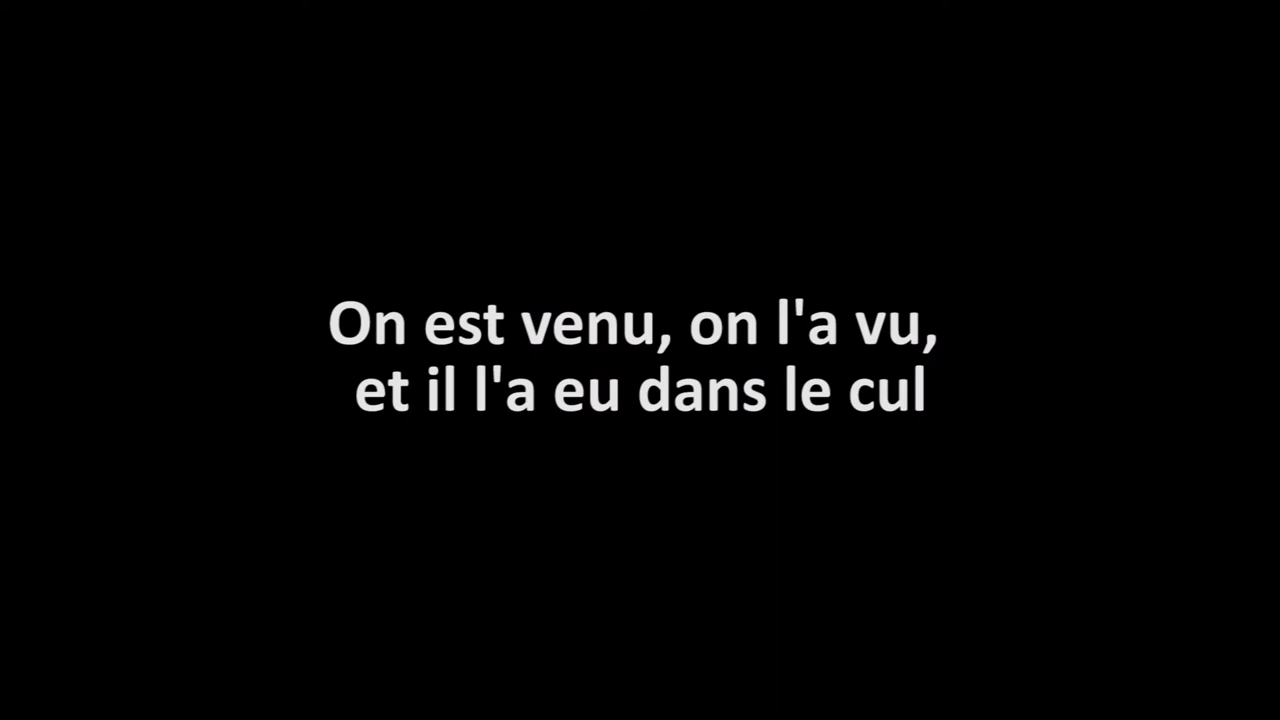 On est venu, on l'a vu,
et il l'a eu dans le cul